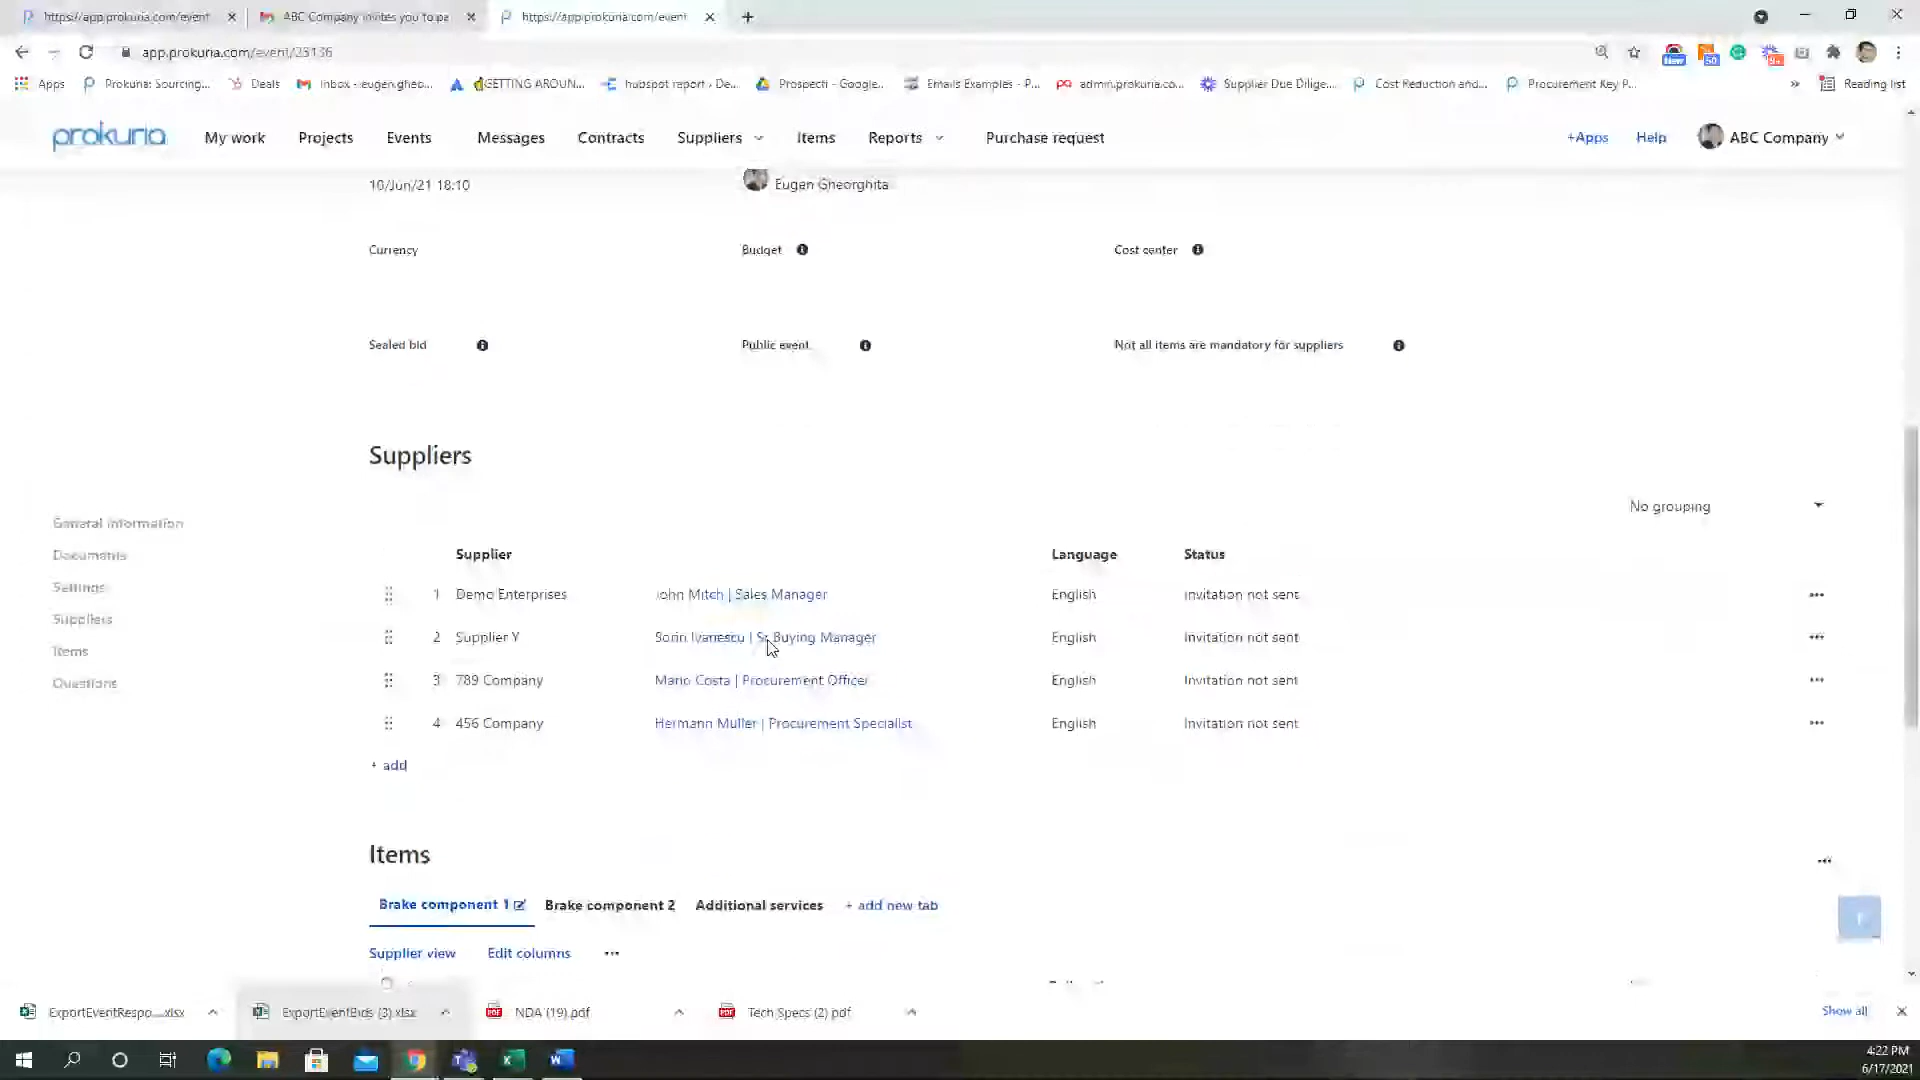 https://app.prokuria.com/event
ABC Company invites you to pa
https://app.prokuria.com/event
app.prokuria.com/event/23136
Apps
Prokuria: Sourcing...
Deals
Inbox - eugen.gheo...
GETTING AROUN...
hubspot report › De...
Prospecti - Google...
Emails Examples - P...
admin.prokuria.co...
Supplier Due Dilige...
Cost Reduction and...
Procurement Key P...
»
Reading list
prokuria
My work
Projects
Events
Messages
Contracts
Suppliers
Items
Reports
Purchase request
+Apps
Help
ABC Company
10/Jun/21 18:10
Eugen Gheorghita
Currency
Budget
Cost center
Sealed bid
Public event
Not all items are mandatory for suppliers
Suppliers
No grouping
General information
Documents
Settings
Suppliers
Items
Questions
Supplier Language Status
1 Demo Enterprises John Mitch | Sales Manager English Invitation not sent
2 Supplier Y Sorin Ivanescu | Sr Buying Manager English Invitation not sent
3 789 Company Mario Costa | Procurement Officer English Invitation not sent
4 456 Company Hermann Muller | Procurement Specialist English Invitation not sent
+ add
Items
Brake component 1
Brake component 2
Additional services
+ add new tab
Supplier view
Edit columns
ExportEventRespo....xlsx
ExportEventBids (3).xlsx
NDA (19).pdf
Tech Specs (2).pdf
Show all
4:22 PM
6/17/2021